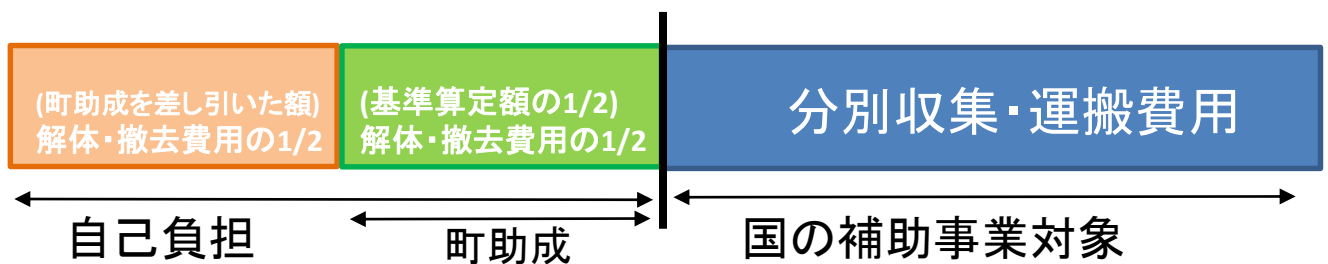 (町助成を差し引いた額)
解体・撤去費用の1/2
(基準算定額の1/2)
解体・撤去費用の1/2
分別収集・運搬費用
自己負担
町助成
国の補助事業対象